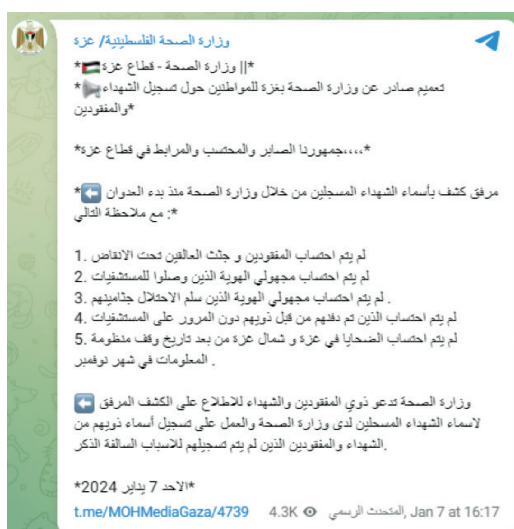 وزارة الصحة الفلسطينية/ غزة
*|| وزارة الصحة - قطاع غزة🇵🇸*
*تعميم صادر عن وزارة الصحة بغزة للمواطنين حول تسجيل الشهداء📢*
والمفقودين*
*جمهورنا الصابر والمحتسب والمرابط في قطاع غزة،،،،*
*⬅️ مرفق كشف بأسماء الشهداء المسجلين من خلال وزارة الصحة منذ بدء العدوان
مع ملاحظة التالي :*
1. لم يتم احتساب المفقودين و جثث العالقين تحت الانقاض
2. لم يتم احتساب مجهولي الهوية الذين وصلوا للمستشفيات
3. لم يتم احتساب مجهولي الهوية الذين سلم الاحتلال جثامينهم .
4. لم يتم احتساب الذين تم دفنهم من قبل ذويهم دون المرور على المستشفيات
5. لم يتم احتساب الضحايا في غزة و شمال غزة من بعد تاريخ وقف منظومة
المعلومات في شهر نوفمبر .
⬅️ وزارة الصحة تدعو ذوي المفقودين والشهداء للاطلاع على الكشف المرفق
لاسماء الشهداء المسحلين لدى وزارة الصحة والعمل على تسجيل أسماء ذويهم من
الشهداء والمفقودين الذين لم يتم تسجيلهم للاسباب السالفة الذكر.
*الاحد 7 يناير 2024*
t.me/MOHMediaGaza/4739 4.3K المتحدث الرسمي, Jan 7 at 16:17